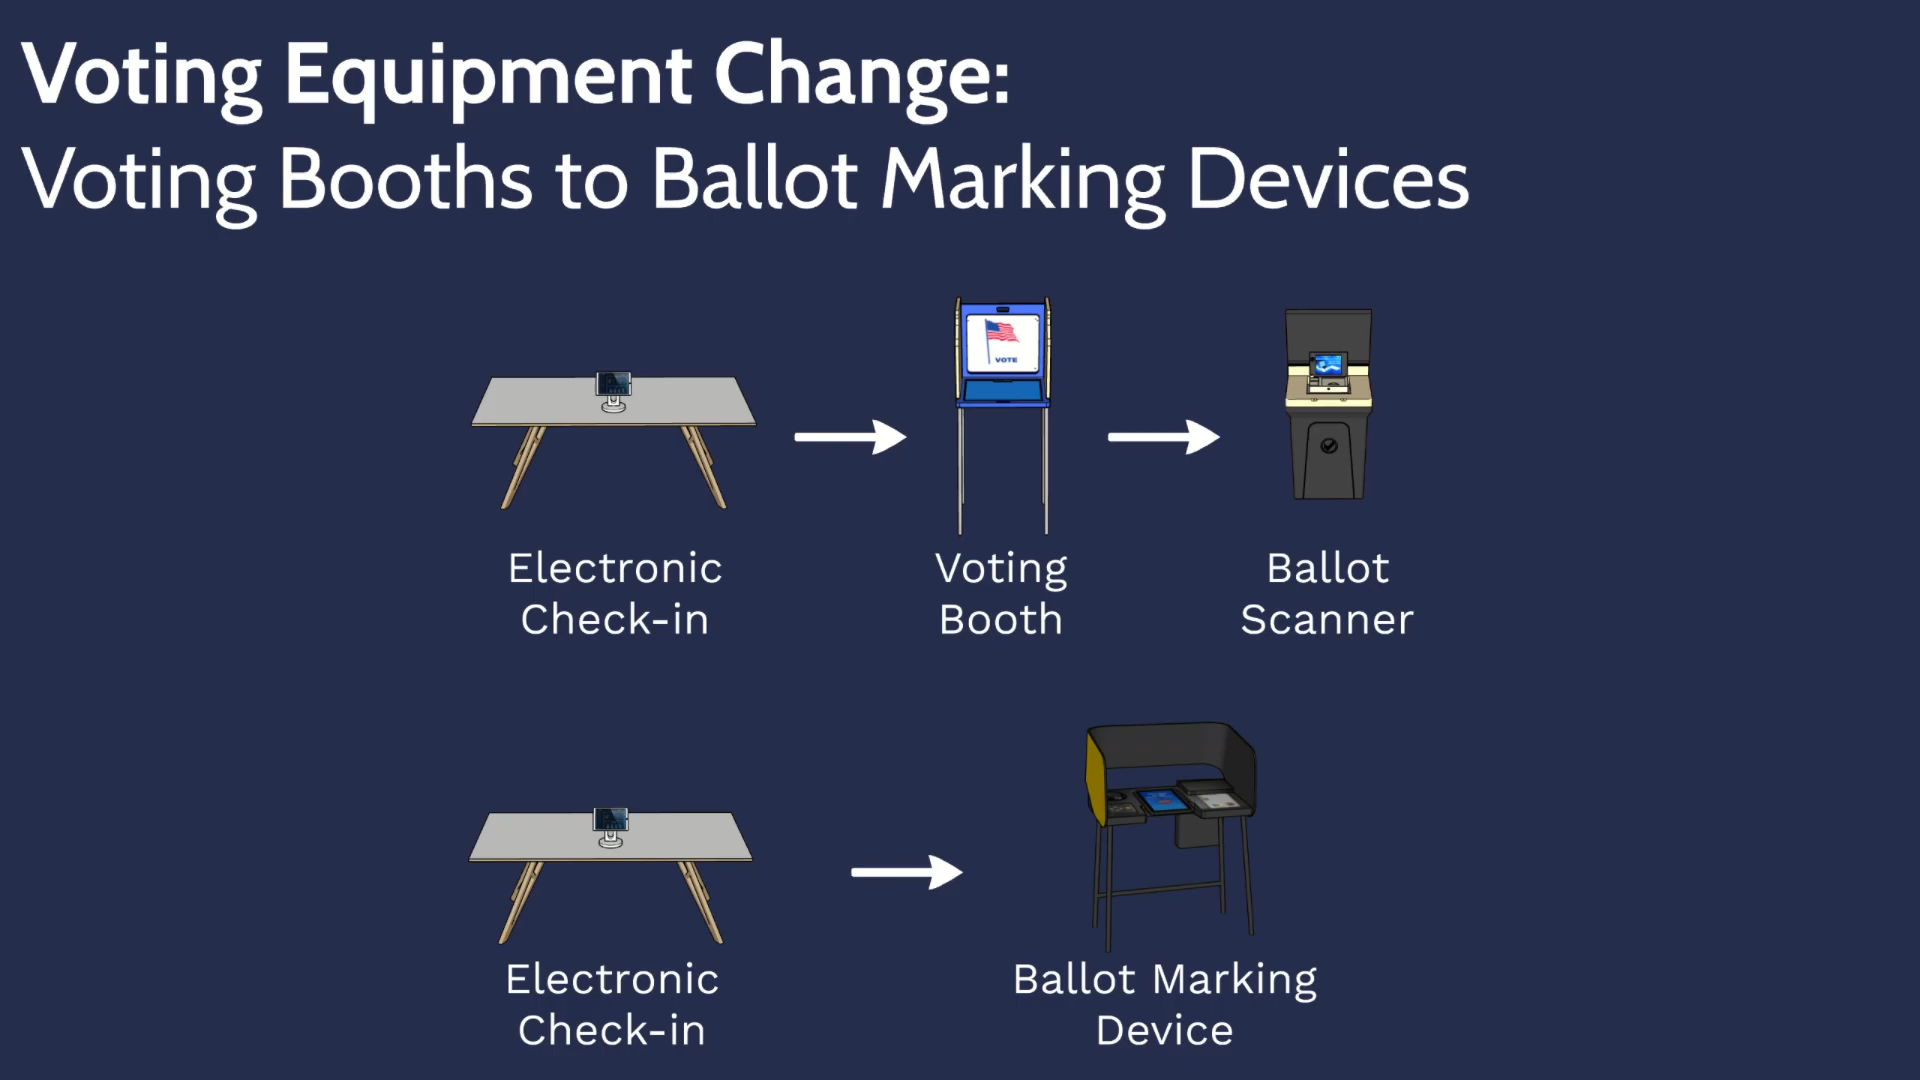 Voting Equipment Change:
Voting Booths to Ballot Marking Devices
VOTE
Electronic
Check-in
Voting
Booth
Ballot
Scanner
Electronic
Check-in
Ballot Marking
Device